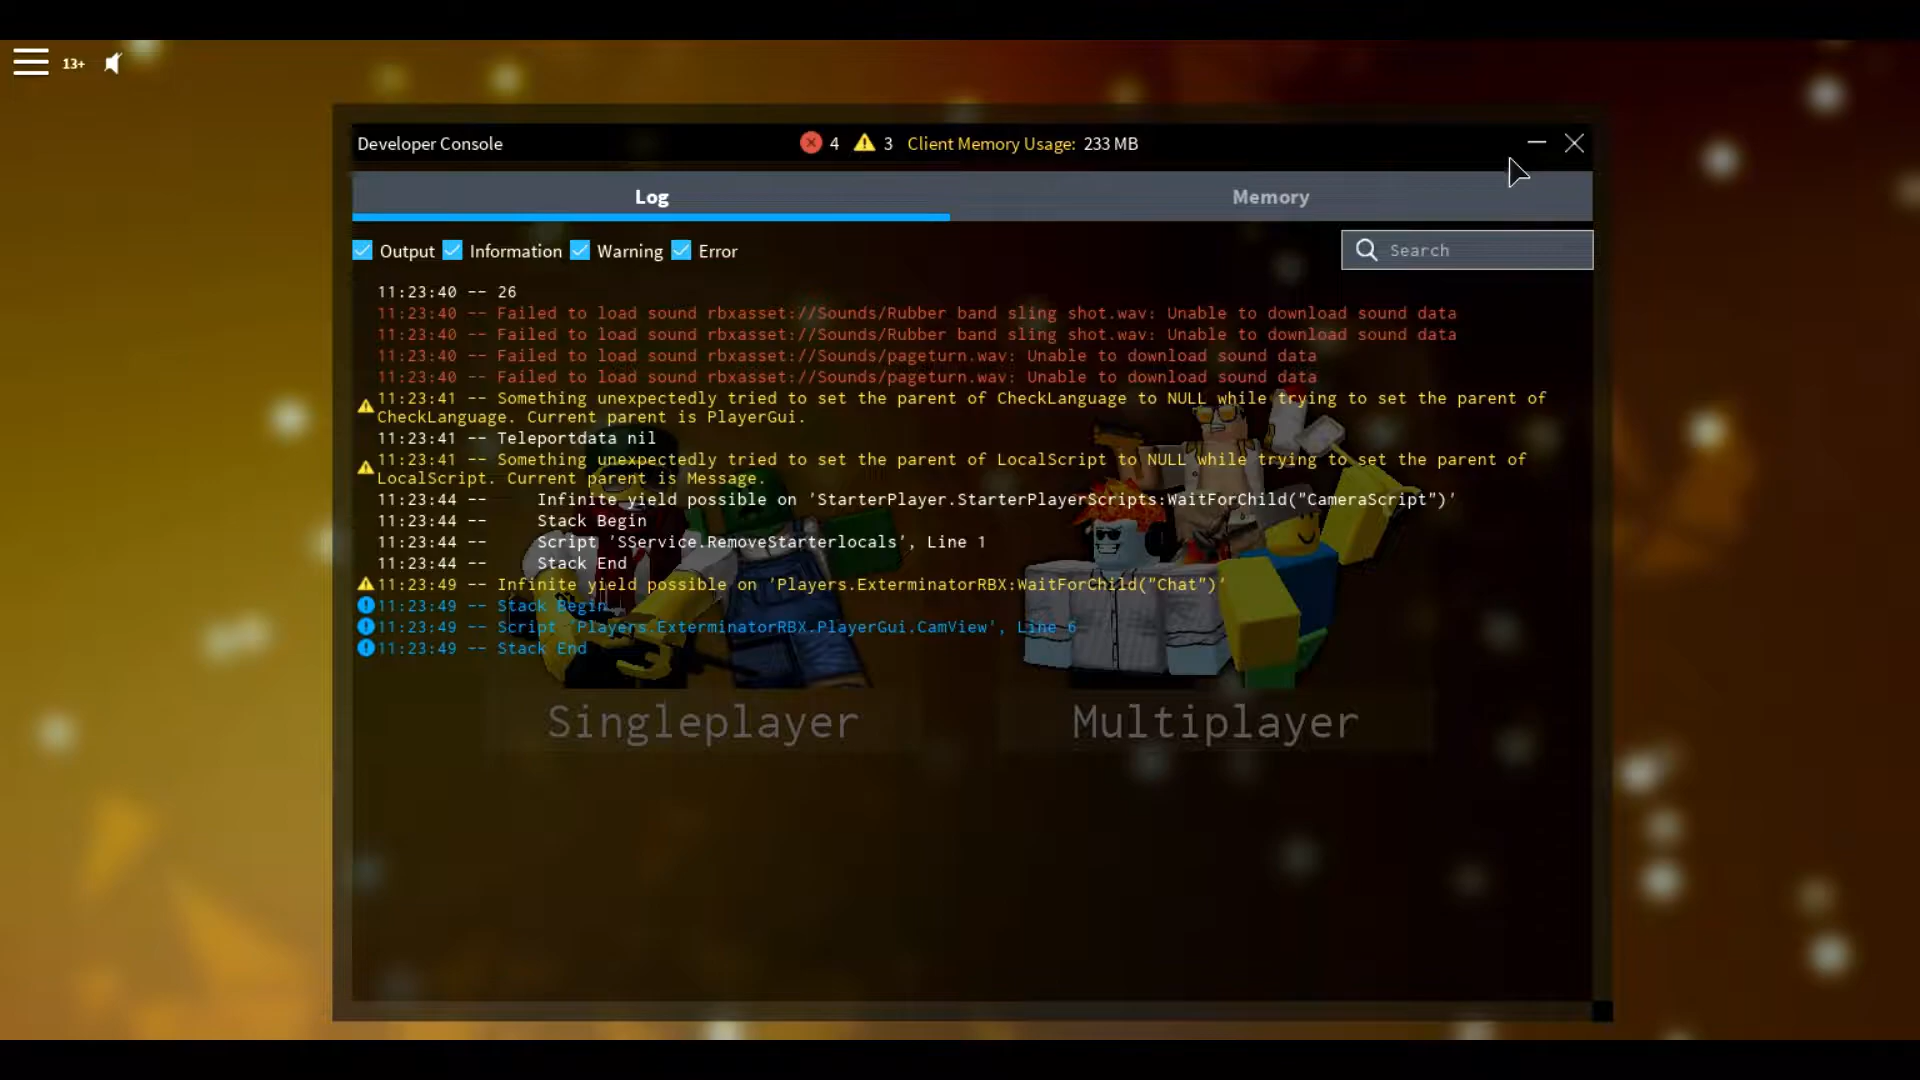 13+
Developer Console 4 3 Client Memory Usage: 233 MB
Log Memory
Output Information Warning Error Search
11:23:40 -- 26
11:23:40 -- Failed to load sound rbxasset://Sounds/Rubber band sling shot.wav: Unable to download sound data
11:23:40 -- Failed to load sound rbxasset://Sounds/Rubber band sling shot.wav: Unable to download sound data
11:23:40 -- Failed to load sound rbxasset://Sounds/pageturn.wav: Unable to download sound data
11:23:40 -- Failed to load sound rbxasset://Sounds/pageturn.wav: Unable to download sound data
11:23:41 -- Something unexpectedly tried to set the parent of CheckLanguage to NULL while trying to set the parent of
CheckLanguage. Current parent is PlayerGui.
11:23:41 -- Teleportdata nil
11:23:41 -- Something unexpectedly tried to set the parent of LocalScript to NULL while trying to set the parent of
LocalScript. Current parent is Message.
11:23:44 -- Infinite yield possible on 'StarterPlayer.StarterPlayerScripts:WaitForChild("CameraScript")'
11:23:44 -- Stack Begin
11:23:44 -- Script 'SService.RemoveStarterlocals', Line 1
11:23:44 -- Stack End
11:23:49 -- Infinite yield possible on 'Players.ExterminatorRBX:WaitForChild("Chat")'
11:23:49 -- Stack Begin
11:23:49 -- Script 'Players.ExterminatorRBX.PlayerGui.CamView', Line 6
11:23:49 -- Stack End
Singleplayer Multiplayer